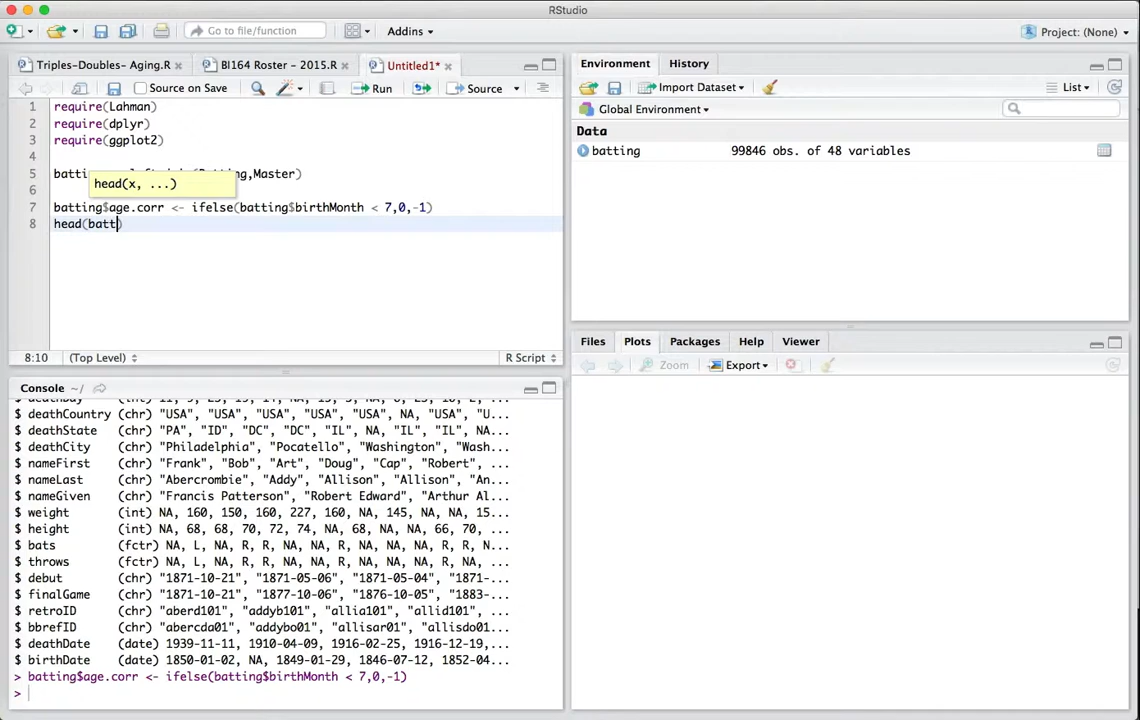 RStudio
Go to file/function
Addins
Project: (None)
Triples-Doubles- Aging.R
BI164 Roster - 2015.R
Untitled1*
Source on Save
Run
Source
1 require(Lahman)
2 require(dplyr)
3 require(ggplot2)
4
5 batti Master)
head(x, ...)
6
7 batting$age.corr <- ifelse(batting$birthMonth < 7,0,-1)
8 head(batt)
8:10 (Top Level) R Script
Console ~/
$ deathCountry (chr) "USA", "USA", "USA", "USA", "USA", NA, "USA", "U...
$ deathState (chr) "PA", "ID", "DC", "DC", "IL", NA, "IL", "IL", NA...
$ deathCity (chr) "Philadelphia", "Pocatello", "Washington", "Wash...
$ nameFirst (chr) "Frank", "Bob", "Art", "Doug", "Cap", "Robert", ...
$ nameLast (chr) "Abercrombie", "Addy", "Allison", "Allison", "An...
$ nameGiven (chr) "Francis Patterson", "Robert Edward", "Arthur Al...
$ weight (int) NA, 160, 150, 160, 227, 160, NA, 145, NA, NA, 15...
$ height (int) NA, 68, 68, 70, 72, 74, NA, 68, NA, NA, 66, 70, ...
$ bats (fctr) NA, L, NA, R, R, NA, NA, R, NA, NA, NA, R, R, N...
$ throws (fctr) NA, L, NA, R, R, NA, NA, R, NA, NA, NA, R, NA, ...
$ debut (chr) "1871-10-21", "1871-05-06", "1871-05-04", "1871-...
$ finalGame (chr) "1871-10-21", "1877-10-06", "1876-10-05", "1883-...
$ retroID (chr) "aberd101", "addyb101", "allia101", "allid101", ...
$ bbrefID (chr) "abercda01", "addybo01", "allisar01", "allisdo01...
$ deathDate (date) 1939-11-11, 1910-04-09, 1916-02-25, 1916-12-19,...
$ birthDate (date) 1850-01-02, NA, 1849-01-29, 1846-07-12, 1852-04...
> batting$age.corr <- ifelse(batting$birthMonth < 7,0,-1)
>
Environment
History
Import Dataset
List
Global Environment
Data
batting 99846 obs. of 48 variables
Files
Plots
Packages
Help
Viewer
Zoom
Export